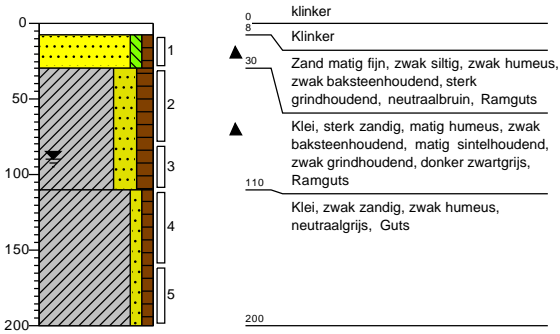 0
50
100
150
200
1
2
3
4
5
0
klinker
8
Klinker
30
Zand matig fijn, zwak siltig, zwak humeus,
zwak baksteenhoudend, sterk
grindhoudend, neutraalbruin, Ramguts
Klei, sterk zandig, matig humeus, zwak
baksteenhoudend, matig sintelhoudend,
zwak grindhoudend, donker zwartgrijs,
Ramguts
110
Klei, zwak zandig, zwak humeus,
neutraalgrijs, Guts
200